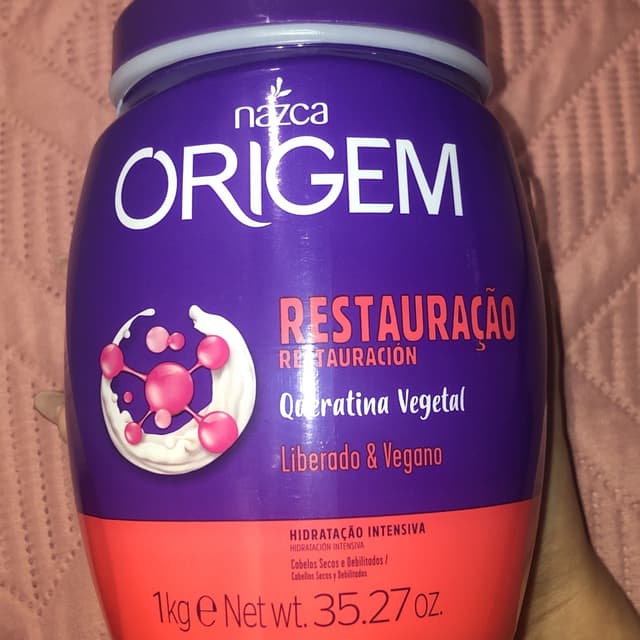 nazca
ORIGEM
RESTAURAÇÃO
RESTAURACIÓN
Queratina Vegetal
Liberado & Vegano
HIDRATAÇÃO INTENSIVA
HIDRATACIÓN INTENSIVA
Cabelos Secos e Debilitados /
Cabellos Secos y Debilitados
1kg e Net wt. 35.27 oz.